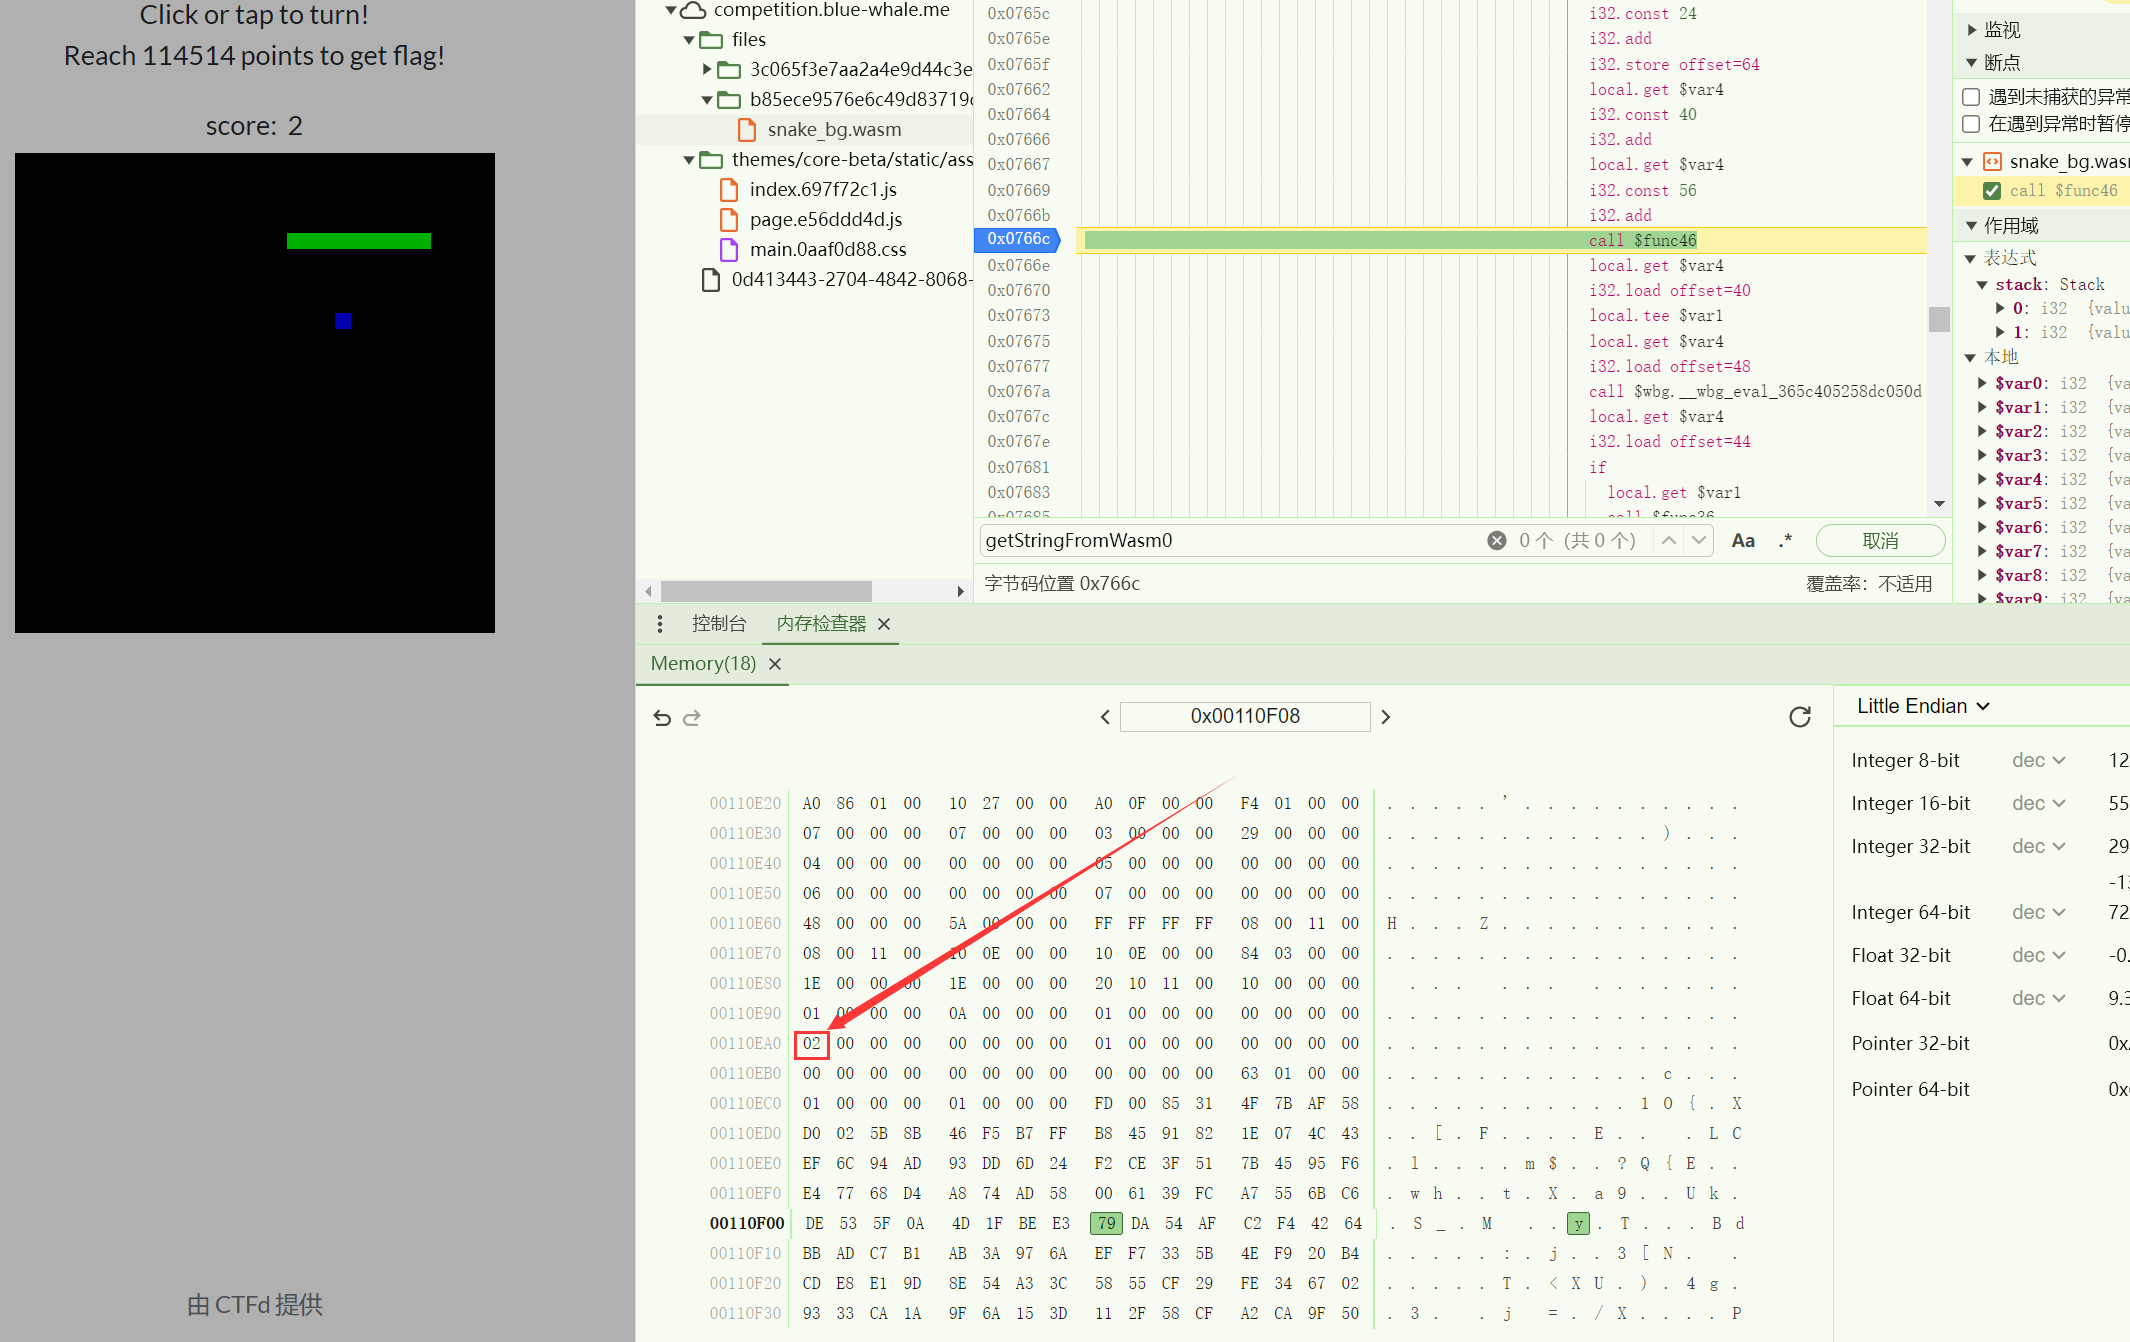 Click or tap to turn!
Reach 114514 points to get flag!
score: 2
由 CTFd 提供
competition.blue-whale.me
files
3c065f3e7aa2a4e9d44c3e
b85ece9576e6c49d83719c
snake_bg.wasm
themes/core-beta/static/ass
index.697f72c1.js
page.e56ddd4d.js
main.0aaf0d88.css
0d413443-2704-4842-8068-
0x0765c i32.const 24
0x0765e i32.add
0x0765f i32.store offset=64
0x07662 local.get $var4
0x07664 i32.const 40
0x07666 i32.add
0x07667 local.get $var4
0x07669 i32.const 56
0x0766b i32.add
0x0766c call $func46
0x0766e local.get $var4
0x07670 i32.load offset=40
0x07673 local.tee $var1
0x07675 local.get $var4
0x07677 i32.load offset=48
0x0767a call $wbg.__wbg_eval_365c405258dc050d
0x0767c local.get $var4
0x0767e i32.load offset=44
0x07681 if
0x07683 local.get $var1
0x07685 call $func36
getStringFromWasm0 0 个 (共 0 个) Aa .* 取消
字节码位置 0x766c 覆盖率：不适用
监视
断点
遇到未捕获的异常
在遇到异常时暂停
snake_bg.wasm
call $func46
作用域
表达式
stack: Stack
0: i32 {valu
1: i32 {valu
本地
$var0: i32 {va
$var1: i32 {va
$var2: i32 {va
$var3: i32 {va
$var4: i32 {va
$var5: i32 {va
$var6: i32 {va
$var7: i32 {va
$var8: i32 {va
$var9: i32 {va
控制台 内存检查器
Memory(18)
0x00110F08
00110E20 A0 86 01 00 10 27 00 00 A0 0F 00 00 F4 01 00 00 . . . . . ' . . . . . . . . . .
00110E30 07 00 00 00 07 00 00 00 03 00 00 00 29 00 00 00 . . . . . . . . . . . . ) . . .
00110E40 04 00 00 00 00 00 00 00 05 00 00 00 00 00 00 00 . . . . . . . . . . . . . . . .
00110E50 06 00 00 00 00 00 00 00 07 00 00 00 00 00 00 00 . . . . . . . . . . . . . . . .
00110E60 48 00 00 00 5A 00 00 00 FF FF FF FF 08 00 11 00 H . . . Z . . . . . . . . . . .
00110E70 08 00 11 00 10 0E 00 00 10 0E 00 00 84 03 00 00 . . . . . . . . . . . . . . . .
00110E80 1E 00 00 00 1E 00 00 00 20 10 11 00 10 00 00 00 . . . . . . . . . . . . . . .
00110E90 01 00 00 00 0A 00 00 00 01 00 00 00 00 00 00 00 . . . . . . . . . . . . . . . .
00110EA0 02 00 00 00 00 00 00 00 01 00 00 00 00 00 00 00 . . . . . . . . . . . . . . . .
00110EB0 00 00 00 00 00 00 00 00 00 00 00 00 63 01 00 00 . . . . . . . . . . . . c . . .
00110EC0 01 00 00 00 01 00 00 00 FD 00 85 31 4F 7B AF 58 . . . . . . . . . . . 1 O { . X
00110ED0 D0 02 5B 8B 46 F5 B7 FF B8 45 91 82 1E 07 4C 43 . . [ . F . . . . E . . . L C
00110EE0 EF 6C 94 AD 93 DD 6D 24 F2 CE 3F 51 7B 45 95 F6 . l . . . . m $ . . ? Q { E . .
00110EF0 E4 77 68 D4 A8 74 AD 58 00 61 39 FC A7 55 6B C6 . w h . . t . X . a 9 . . U k .
00110F00 DE 53 5F 0A 4D 1F BE E3 79 DA 54 AF C2 F4 42 64 . S _ . M . . y . T . . . B d
00110F10 BB AD C7 B1 AB 3A 97 6A EF F7 33 5B 4E F9 20 B4 . . . . . : . j . . 3 [ N . .
00110F20 CD E8 E1 9D 8E 54 A3 3C 58 55 CF 29 FE 34 67 02 . . . . . T . < X U . ) . 4 g .
00110F30 93 33 CA 1A 9F 6A 15 3D 11 2F 58 CF A2 CA 9F 50 . 3 . . j . = . / X . . . . P
Little Endian
Integer 8-bit dec 12
Integer 16-bit dec 55
Integer 32-bit dec 29
-13
Integer 64-bit dec 72
Float 32-bit dec -0.
Float 64-bit dec 9.3
Pointer 32-bit 0x
Pointer 64-bit 0x